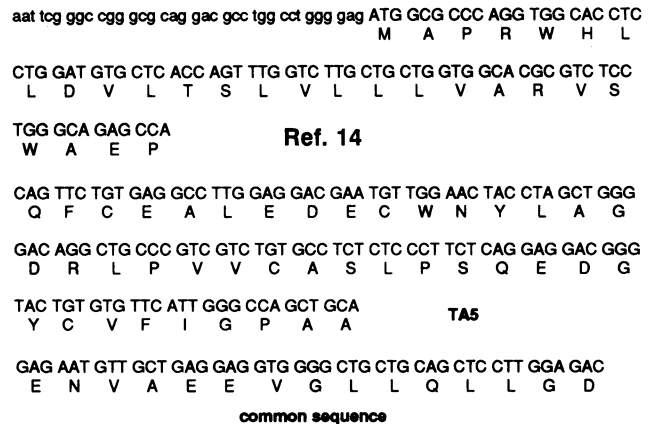 aat tcg ggc cgg gcg cag gac gcc tgg cct ggg gag ATG GCG CCC AGG TGG CAC CTC
M A P R W H L
CTG GAT GTG CTC ACC AGT TTG GTC TTG CTG CTG GTG GCA CGC GTC TCC
L D V L T S L V L L L V A R V S
TGG GCA GAG CCA
W A E P
Ref. 14
CAG TTC TGT GAG GCC TTG GAG GAC GAA TGT TGG AAC TAC CTA GCT GGG
Q F C E A L E D E C W N Y L A G
GAC AGG CTG CCC GTC GTC TGT GCC TCT CTC CCT TCT CAG GAG GAC GGG
D R L P V V C A S L P S Q E D G
TAC TGT GTG TTC ATT GGG CCA GCT GCA
Y C V F I G P A A
TA5
GAG AAT GTT GCT GAG GAG GTG GGG CTG CTG CAG CTC CTT GGA GAC
E N V A E E V G L L Q L L G D
common sequence